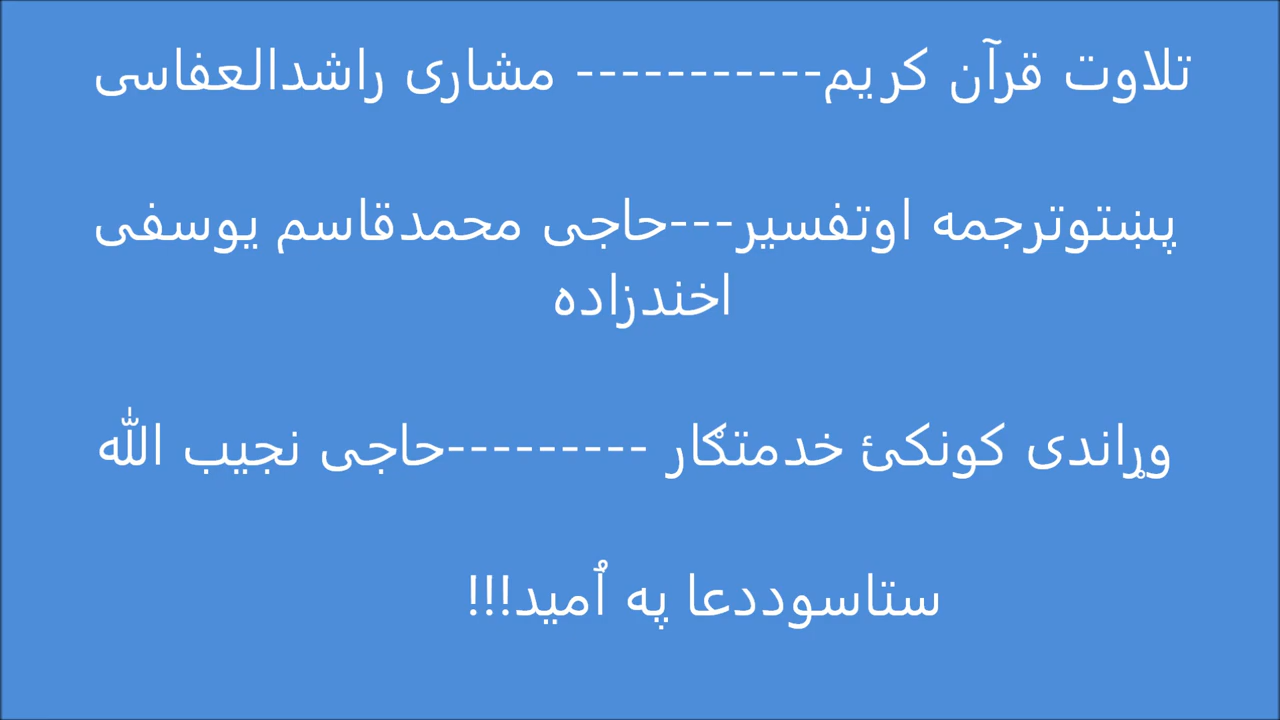 تلاوت قرآن کریم----------- مشاری راشدالعفاسی
پښتوترجمه اوتفسیر---حاجی محمدقاسم یوسفی
اخندزاده
وړاندی کونکیٔ خدمتګار ---------حاجی نجیب الله
ستاسوددعا په اُمید!!!